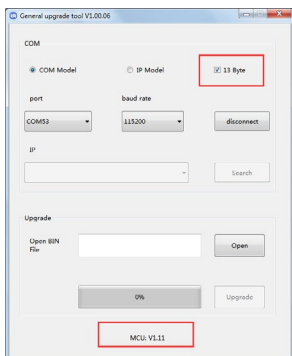 General upgrade tool V1.00.06
COM
COM Model
IP Model
13 Byte
port
baud rate
COM53
115200
disconnect
IP
Search
Upgrade
Open BIN
File
Open
0%
Upgrade
MCU: V1.11